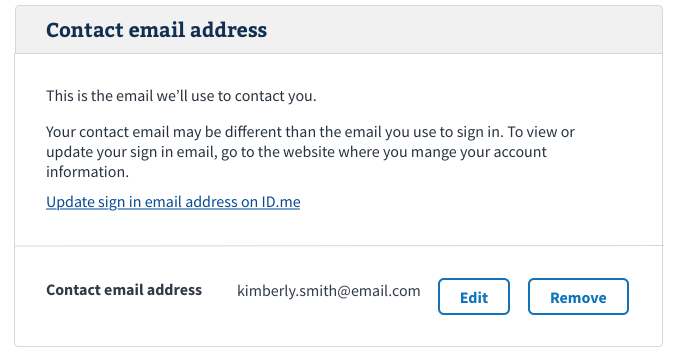 Contact email address
This is the email we’ll use to contact you.
Your contact email may be different than the email you use to sign in. To view or
update your sign in email, go to the website where you mange your account
information.
Update sign in email address on ID.me
Contact email address kimberly.smith@email.com Edit Remove